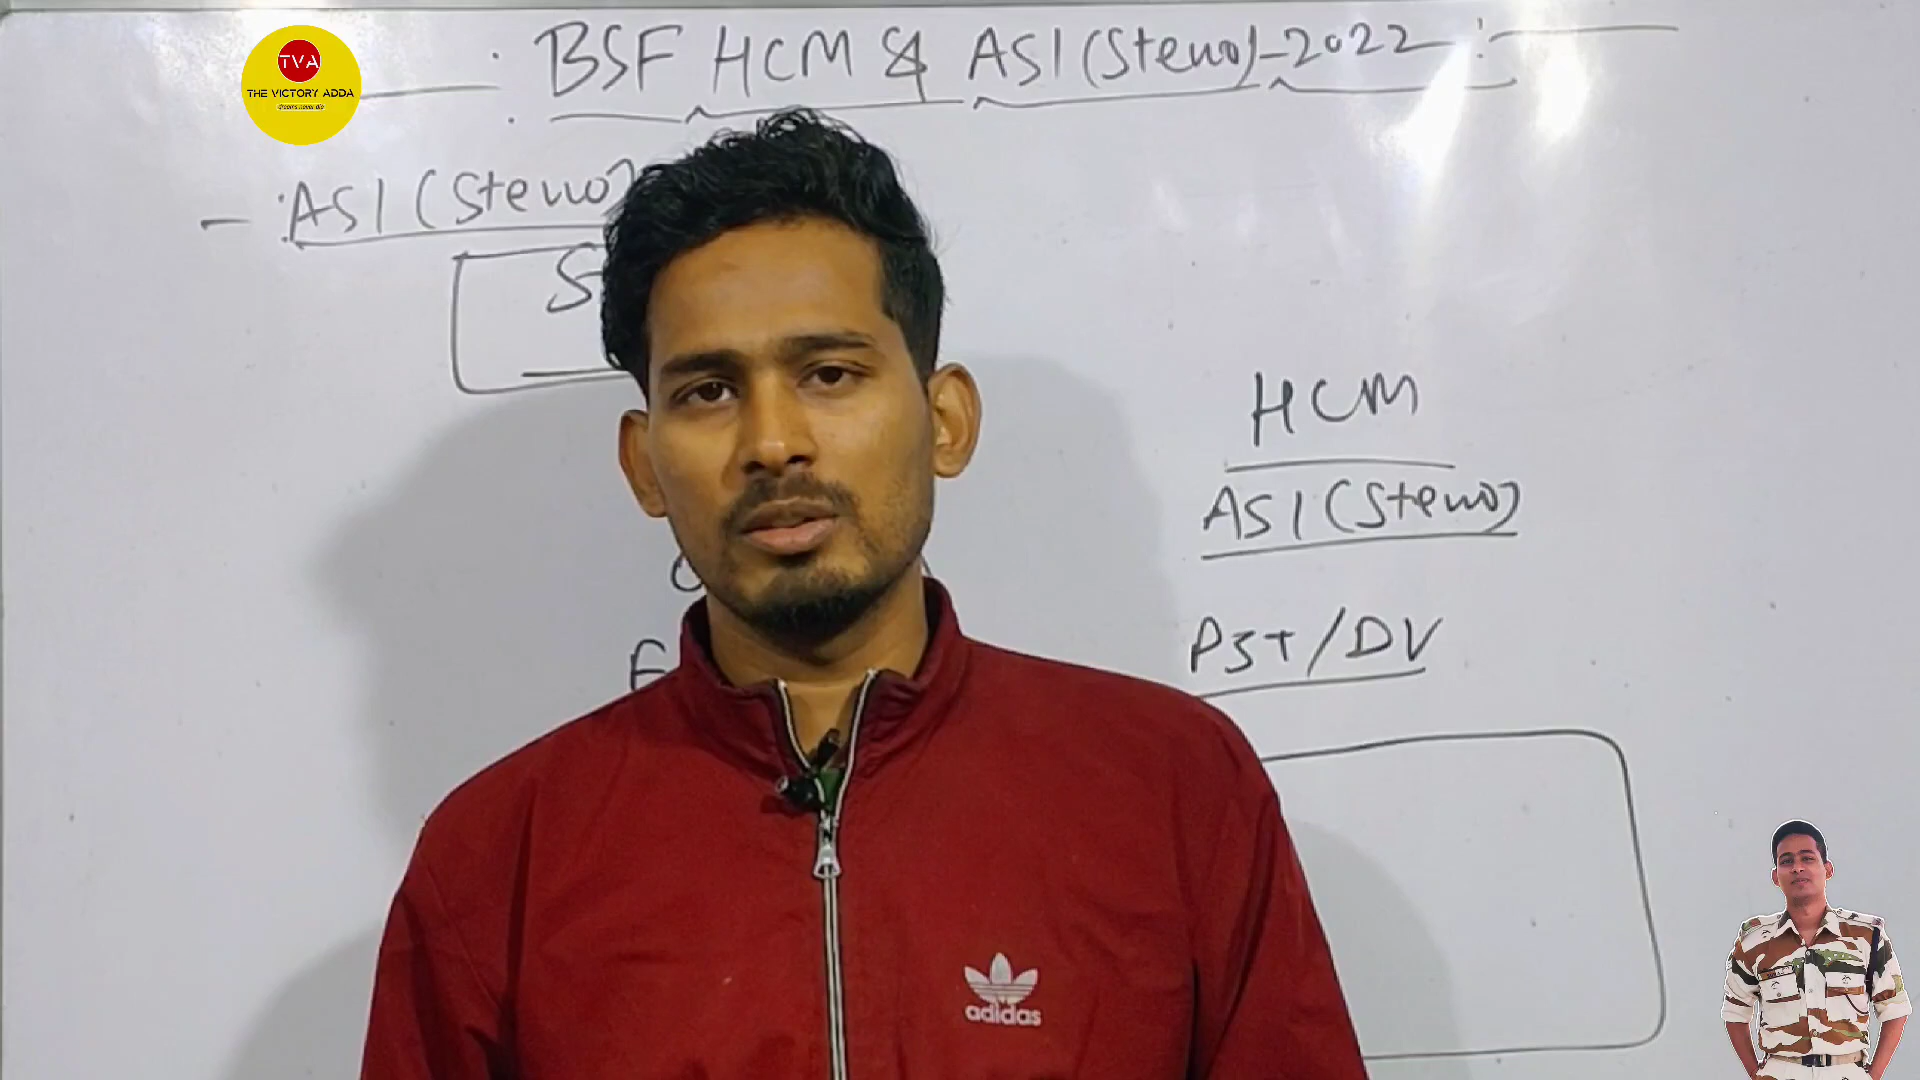 BSF HCM & ASI (Steno) - 2022
TVA
THE VICTORY ADDA
- ASI (Steno)
S
HCM
ASI (Steno)
PST/DV
adidas